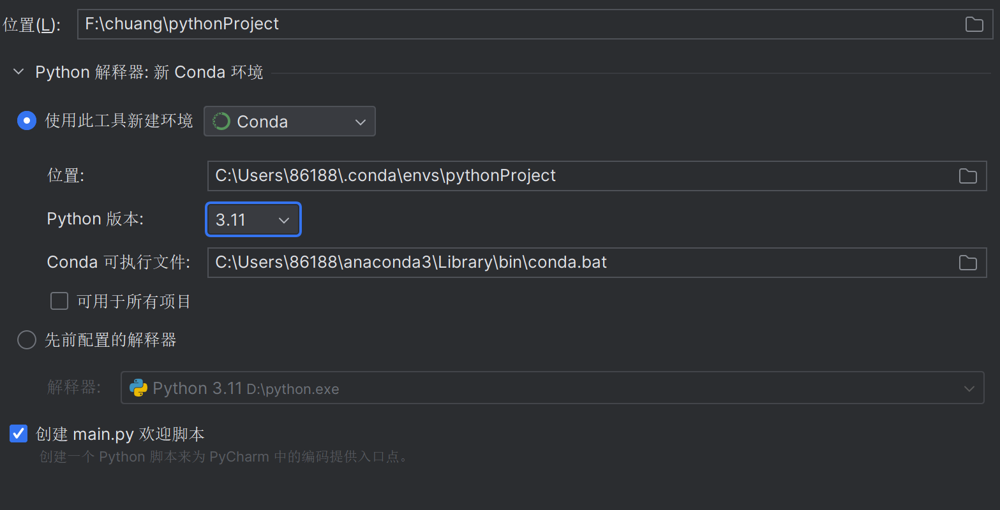 位置(L): F:\chuang\pythonProject
Python 解释器: 新 Conda 环境
使用此工具新建环境 Conda
位置: C:\Users\86188\.conda\envs\pythonProject
Python 版本: 3.11
Conda 可执行文件: C:\Users\86188\anaconda3\Library\bin\conda.bat
可用于所有项目
先前配置的解释器
解释器: Python 3.11 D:\python.exe
创建 main.py 欢迎脚本
创建一个 Python 脚本来为 PyCharm 中的编码提供入口点。